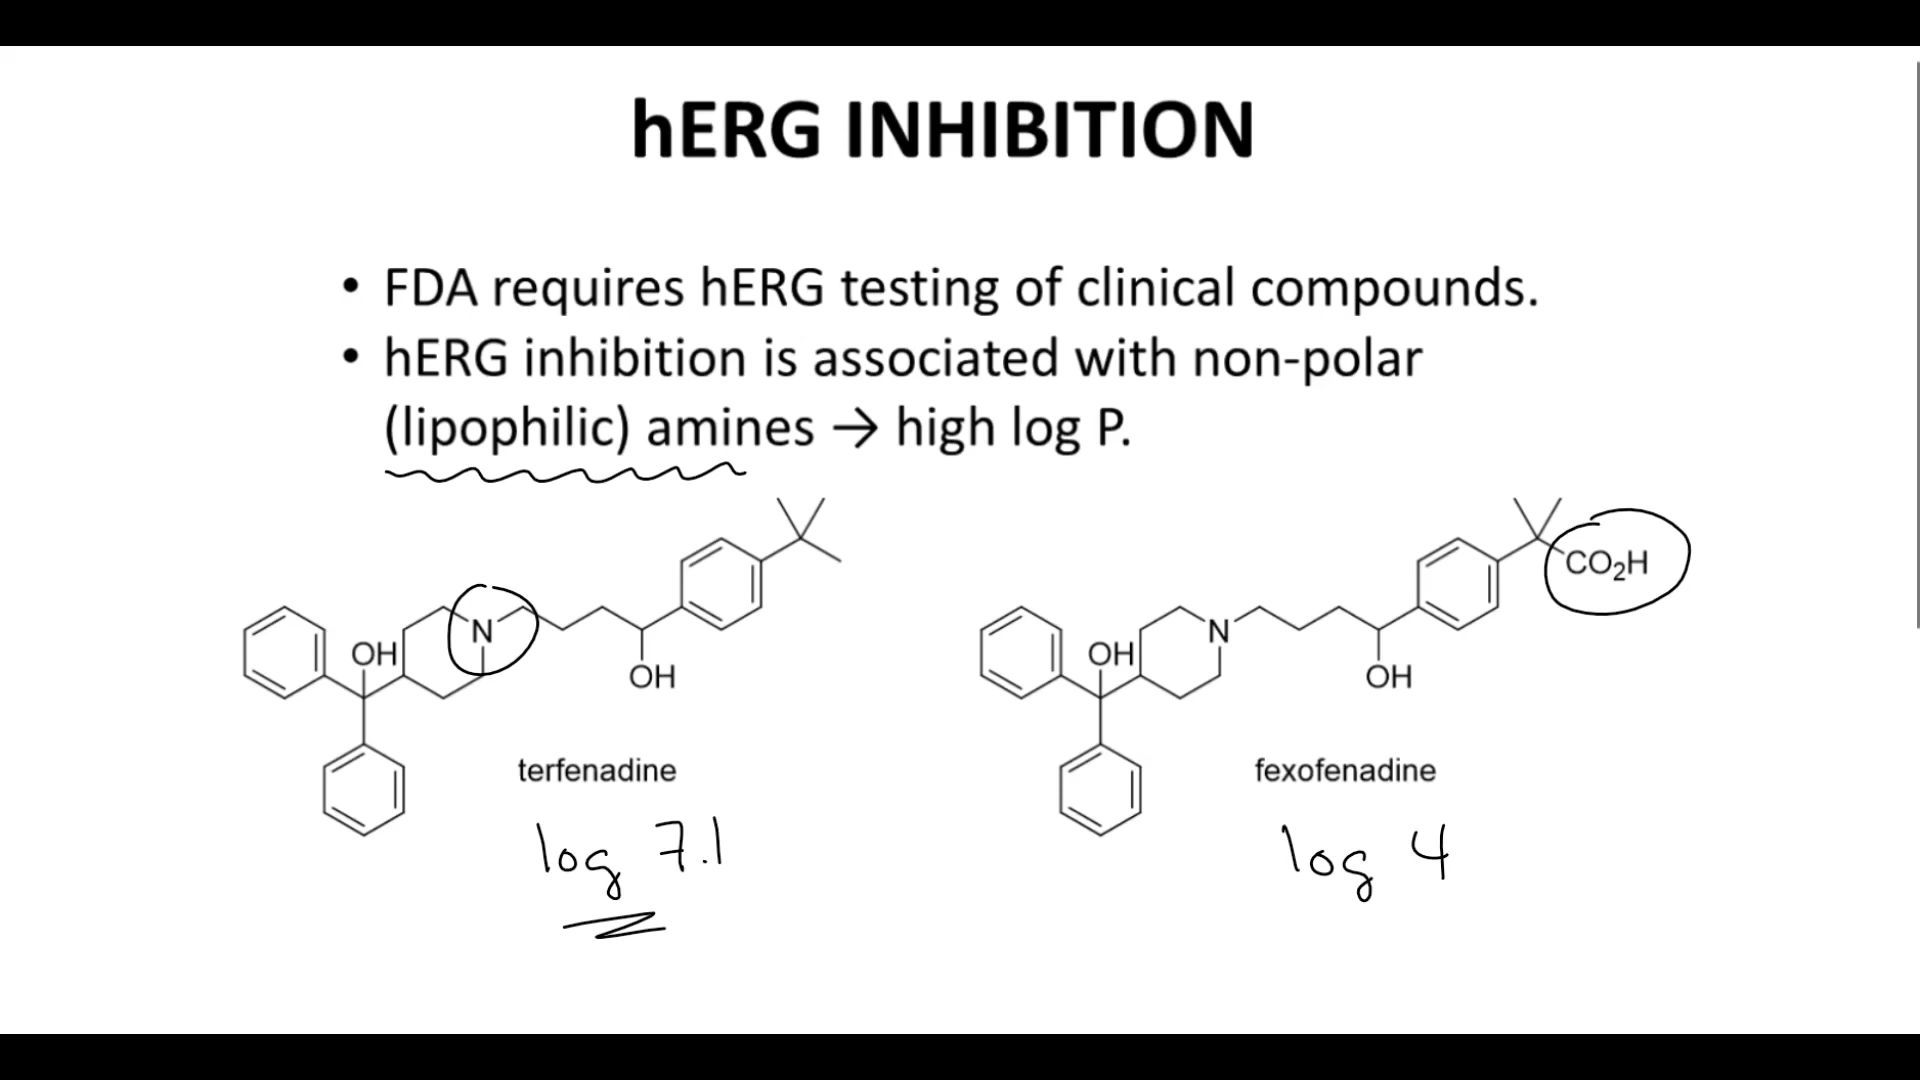 hERG INHIBITION
• FDA requires hERG testing of clinical compounds.
• hERG inhibition is associated with non-polar
(lipophilic) amines → high log P.
OH
N
OH
terfenadine
log 7.1
OH
N
OH
CO₂H
fexofenadine
log 4